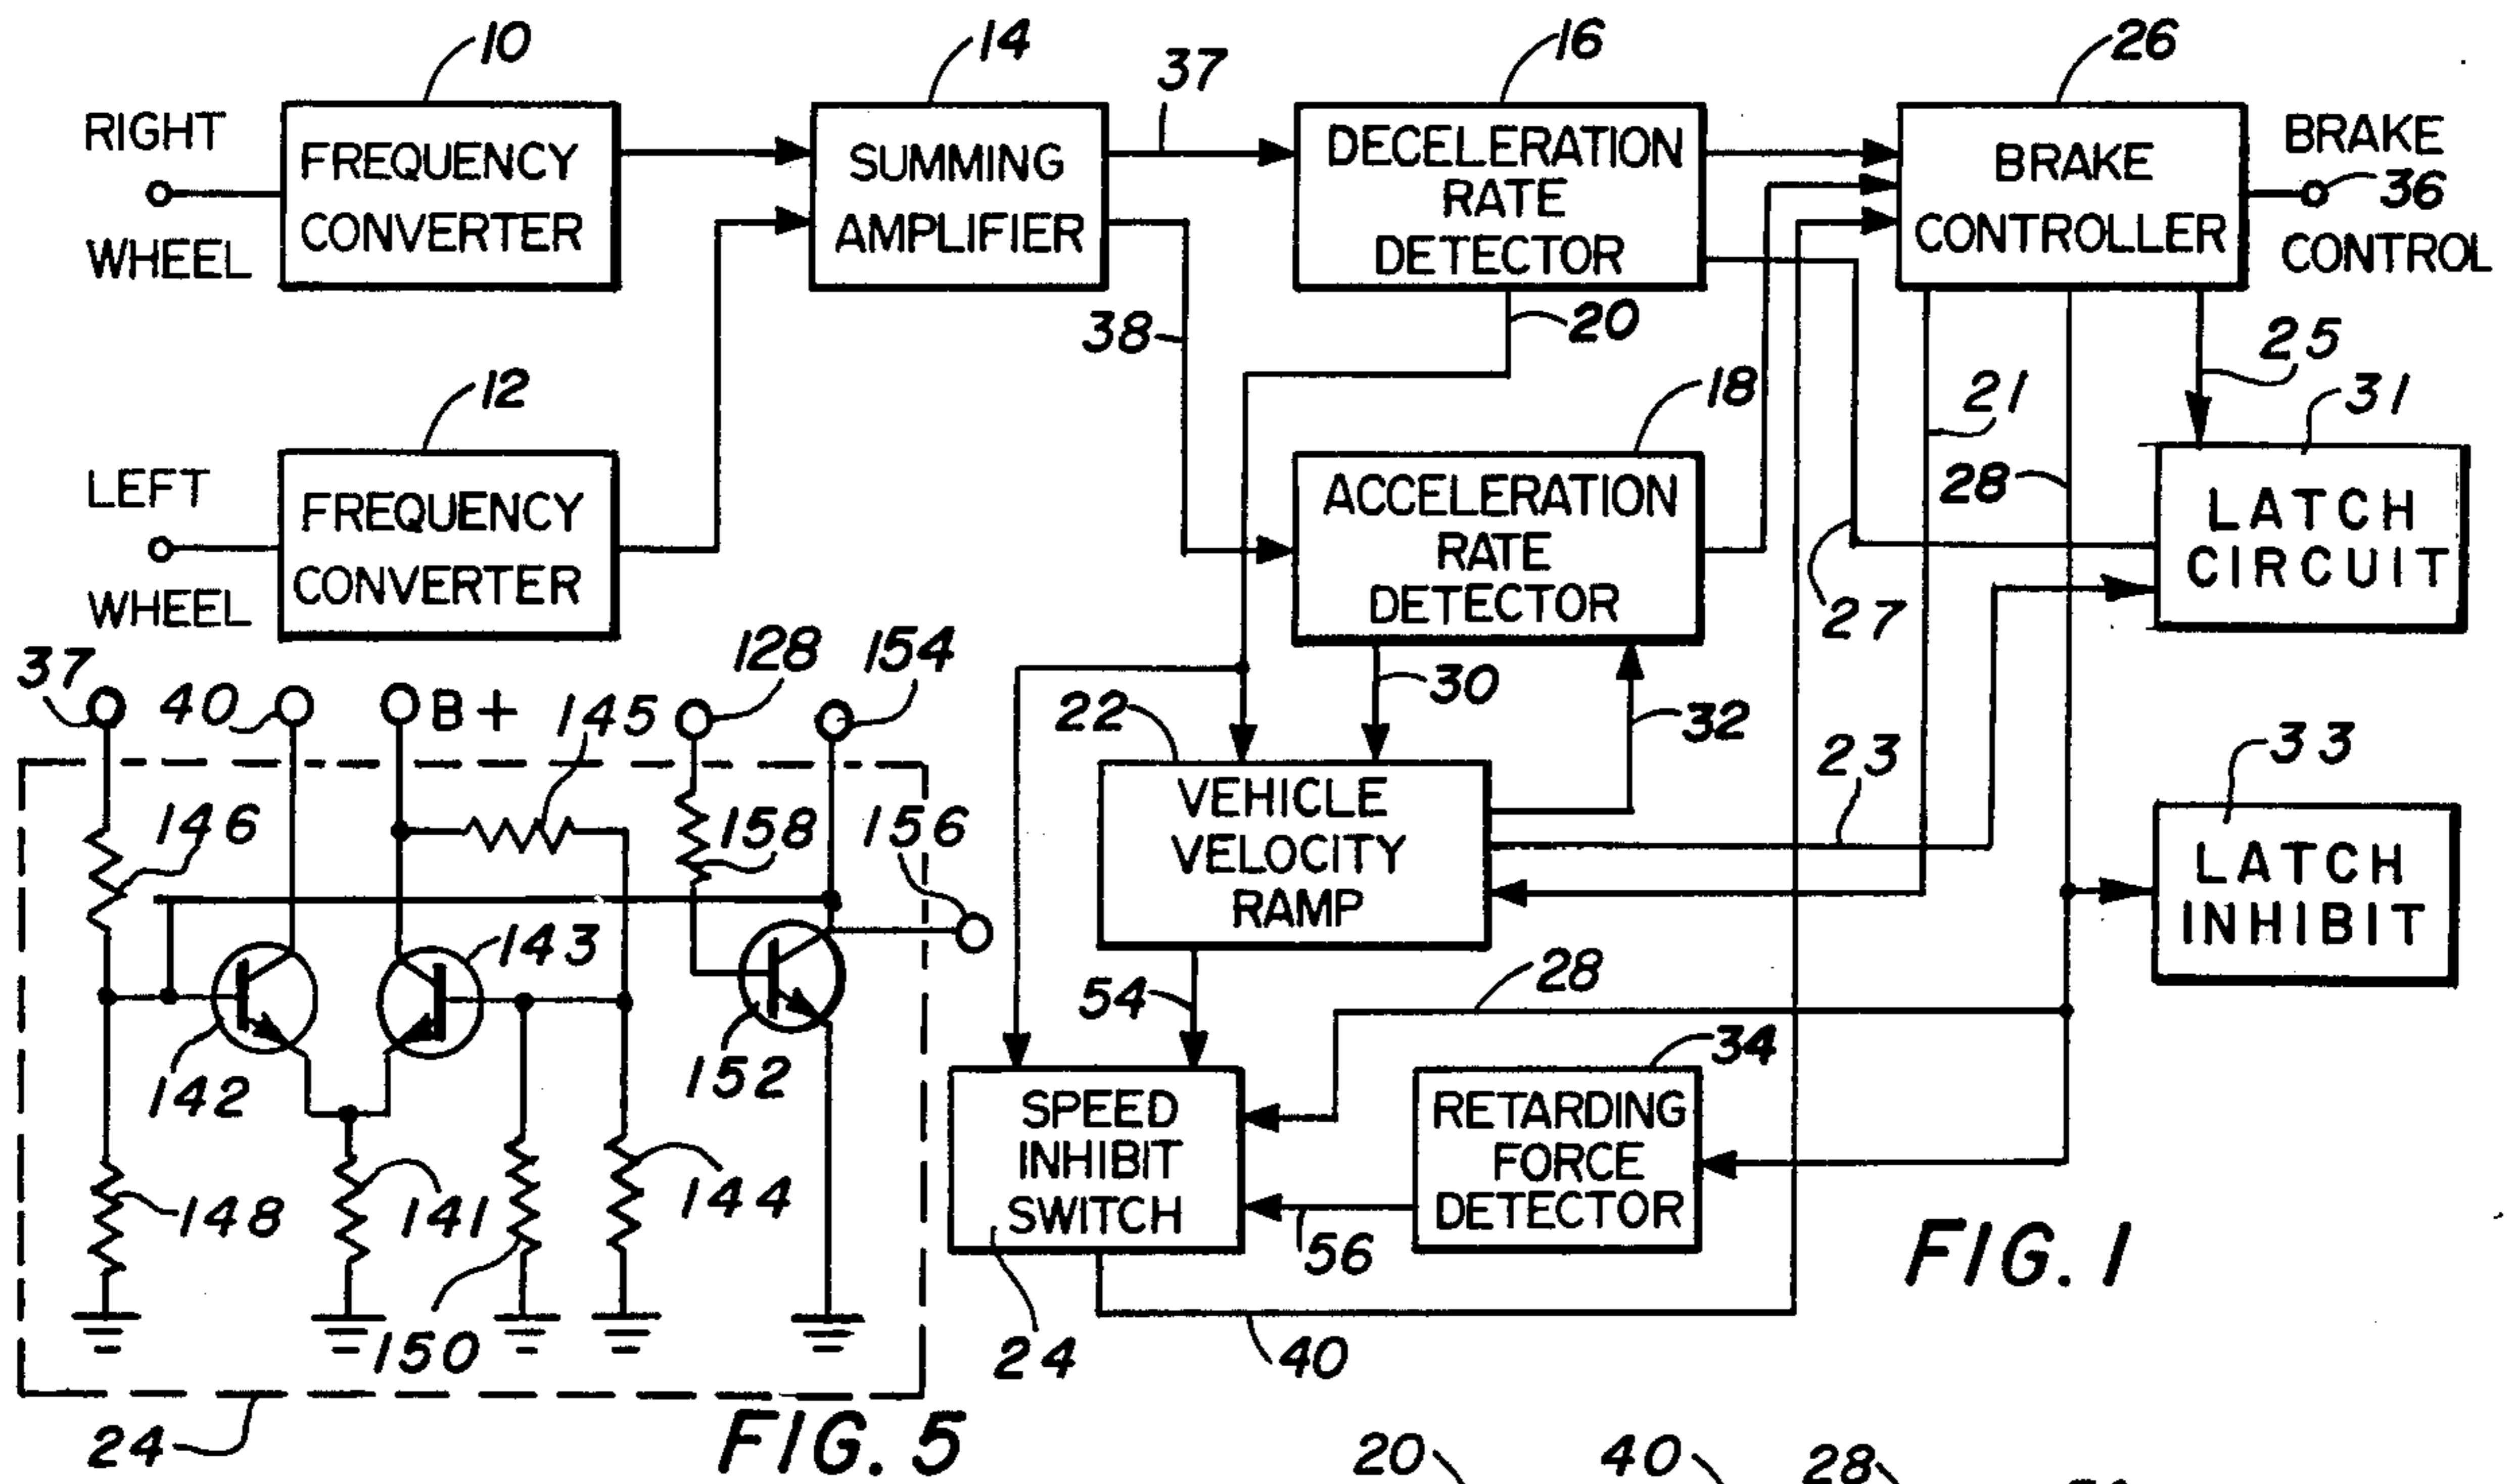 10
14
37
16
26
RIGHT
WHEEL
FREQUENCY
CONVERTER
SUMMING
AMPLIFIER
DECELERATION
RATE
DETECTOR
BRAKE
CONTROLLER
BRAKE
36
CONTROL
38
20
25
12
18
21
31
LEFT
WHEEL
FREQUENCY
CONVERTER
ACCELERATION
RATE
DETECTOR
28
LATCH
CIRCUIT
27
37
40
B+
145
128
154
22
30
32
23
33
146
158
156
VEHICLE
VELOCITY
RAMP
LATCH
INHIBIT
143
54
28
142
152
34
SPEED
INHIBIT
SWITCH
RETARDING
FORCE
DETECTOR
148
141
144
56
150
24
40
FIG. 1
24
FIG. 5
20
40
28